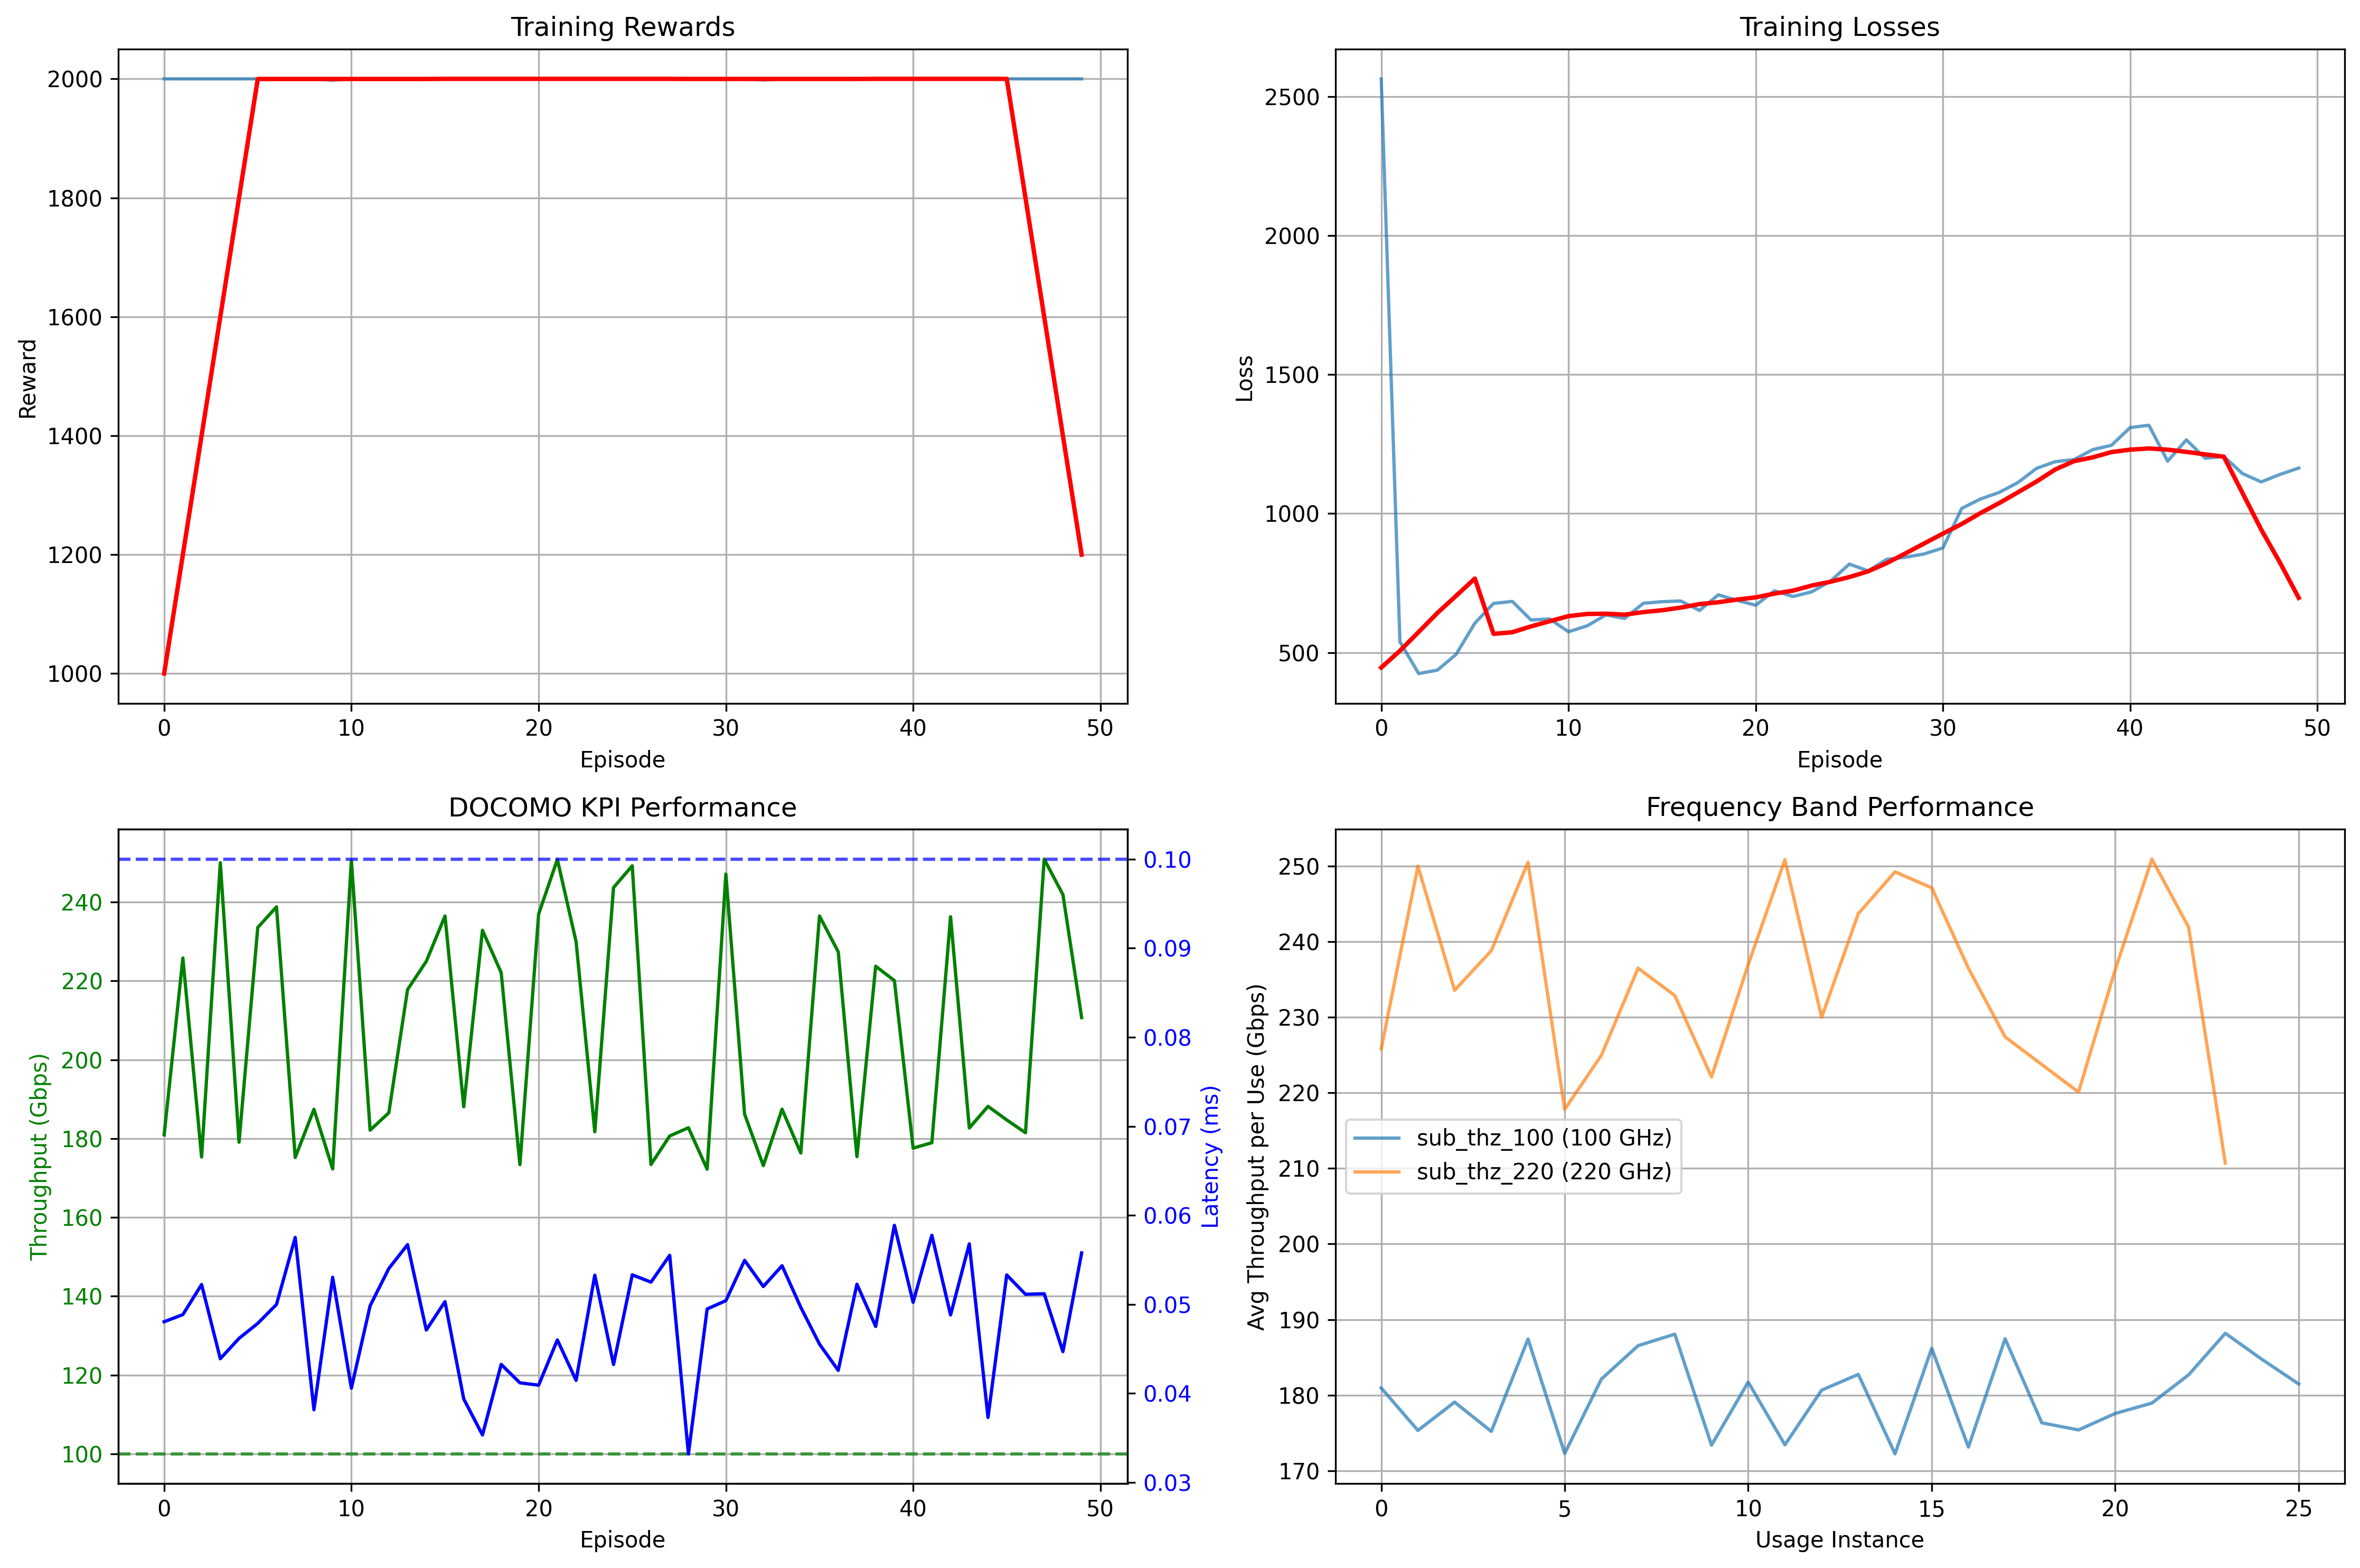 Training Rewards
2000
1800
1600
1400
1200
1000
Reward
0 10 20 30 40 50
Episode
Training Losses
2500
2000
1500
1000
500
Loss
0 10 20 30 40 50
Episode
DOCOMO KPI Performance
240
220
200
180
160
140
120
100
Throughput (Gbps)
0.10
0.09
0.08
0.07
0.06
0.05
0.04
0.03
Latency (ms)
0 10 20 30 40 50
Episode
Frequency Band Performance
250
240
230
220
210
200
190
180
170
Avg Throughput per Use (Gbps)
sub_thz_100 (100 GHz)
sub_thz_220 (220 GHz)
0 5 10 15 20 25
Usage Instance